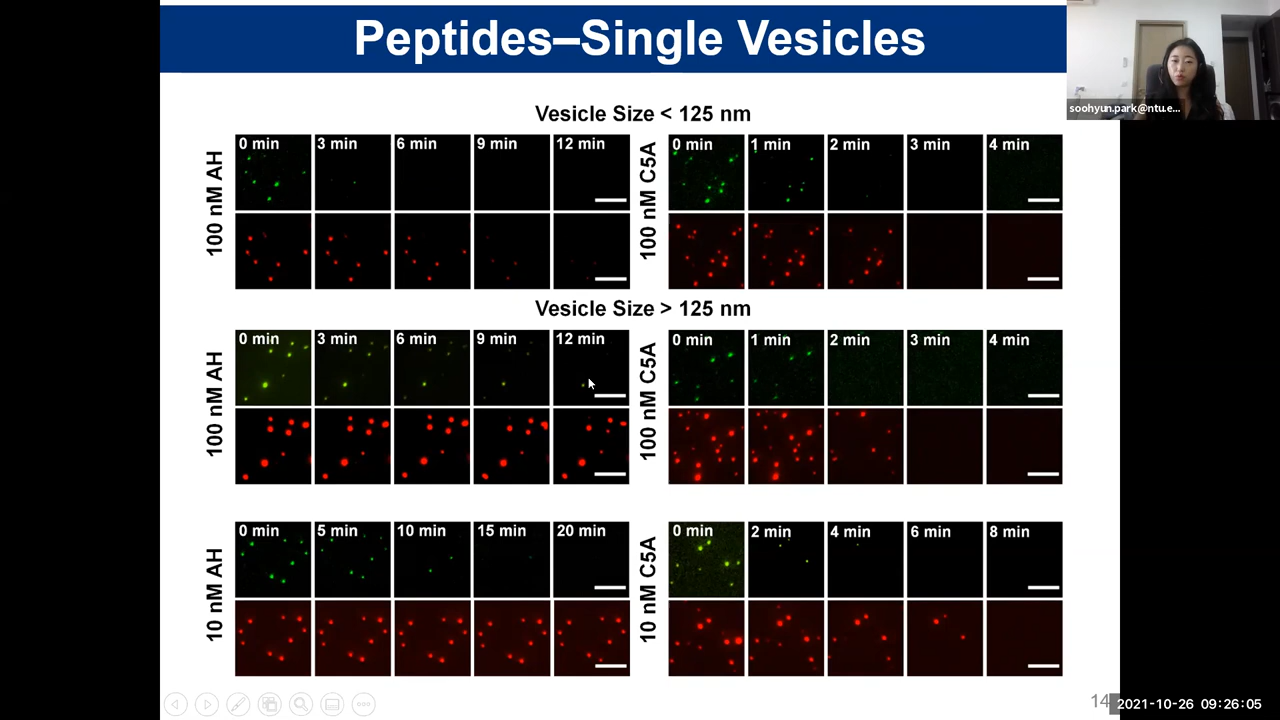 Peptides–Single Vesicles
soohyun.park@ntu.e...
Vesicle Size < 125 nm
100 nM AH
0 min 3 min 6 min 9 min 12 min
100 nM C5A
0 min 1 min 2 min 3 min 4 min
Vesicle Size > 125 nm
100 nM AH
0 min 3 min 6 min 9 min 12 min
100 nM C5A
0 min 1 min 2 min 3 min 4 min
10 nM AH
0 min 5 min 10 min 15 min 20 min
10 nM C5A
0 min 2 min 4 min 6 min 8 min
14
2021-10-26 09:26:05